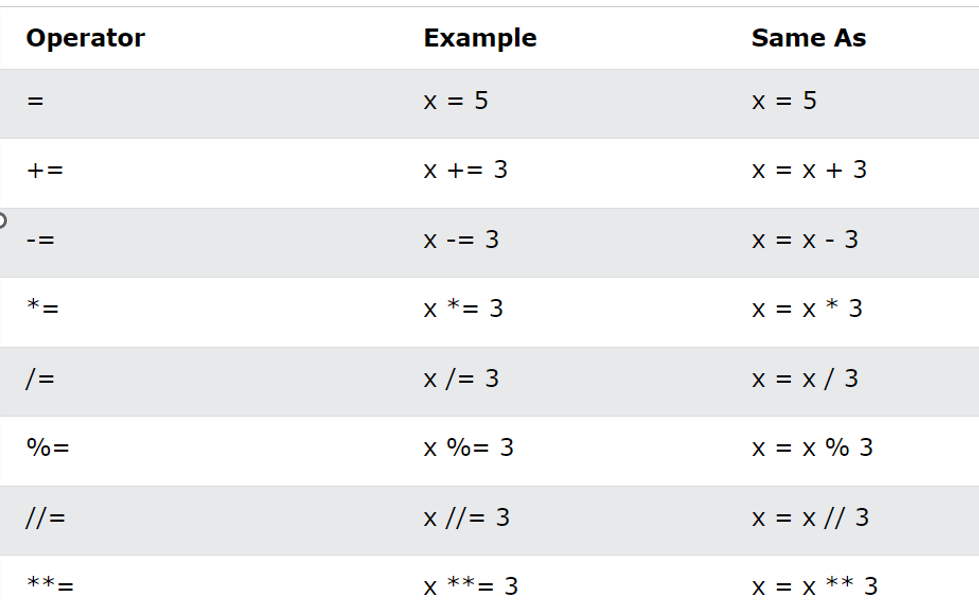 Operator Example Same As
= x = 5 x = 5
+= x += 3 x = x + 3
-= x -= 3 x = x - 3
*= x *= 3 x = x * 3
/= x /= 3 x = x / 3
%= x %= 3 x = x % 3
//= x //= 3 x = x // 3
**= x **= 3 x = x ** 3